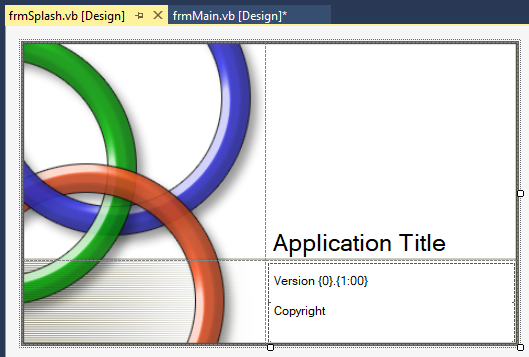 frmSplash.vb [Design] frmMain.vb [Design]*
Application Title
Version {0}.{1:00}
Copyright